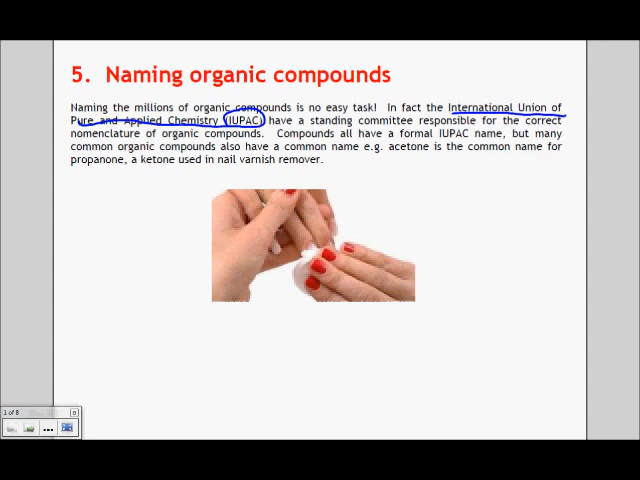 5. Naming organic compounds
Naming the millions of organic compounds is no easy task! In fact the International Union of
Pure and Applied Chemistry (IUPAC) have a standing committee responsible for the correct
nomenclature of organic compounds. Compounds all have a formal IUPAC name, but many
common organic compounds also have a common name e.g. acetone is the common name for
propanone, a ketone used in nail varnish remover.
1 of 8